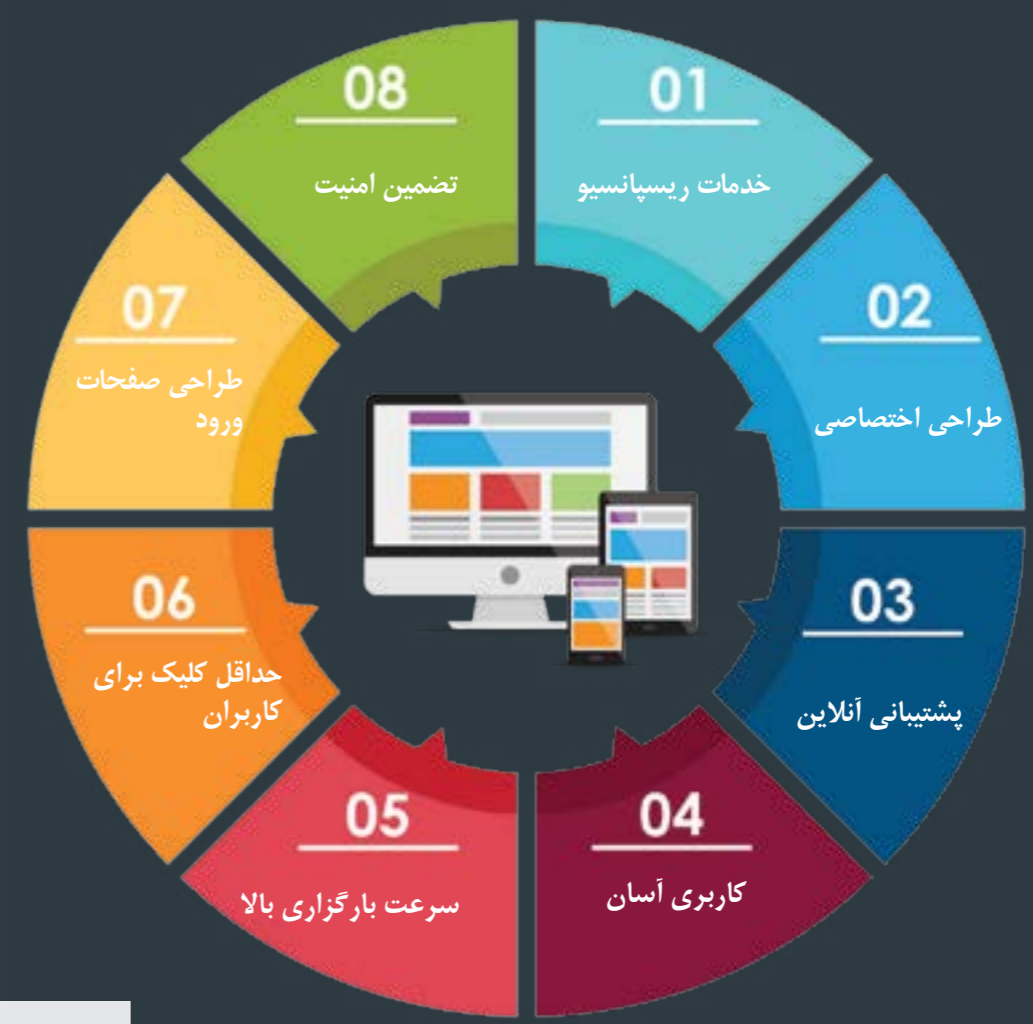 01
خدمات ریسپانسیو
02
طراحی اختصاصی
03
پشتیبانی آنلاین
04
کاربری آسان
05
سرعت بارگزاری بالا
06
حداقل کلیک برای
کاربران
07
طراحی صفحات
ورود
08
تضمین امنیت